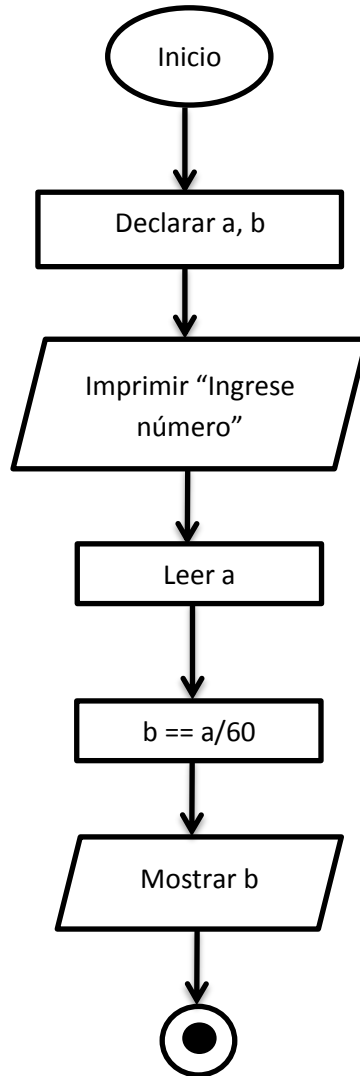 Inicio
Declarar a, b
Imprimir “Ingrese
número”
Leer a
b == a/60
Mostrar b